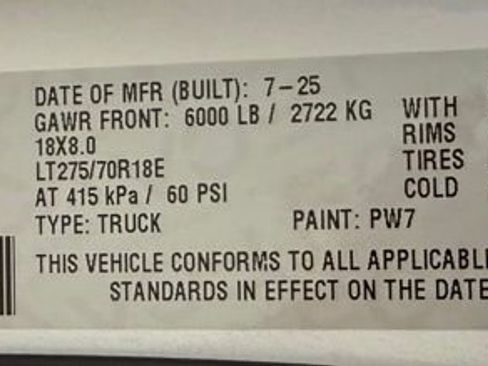 DATE OF MFR (BUILT): 7-25
GAWR FRONT: 6000 LB / 2722 KG WITH
18X8.0 RIMS
LT275/70R18E TIRES
AT 415 kPa / 60 PSI COLD
TYPE: TRUCK PAINT: PW7
THIS VEHICLE CONFORMS TO ALL APPLICABL
STANDARDS IN EFFECT ON THE DATE